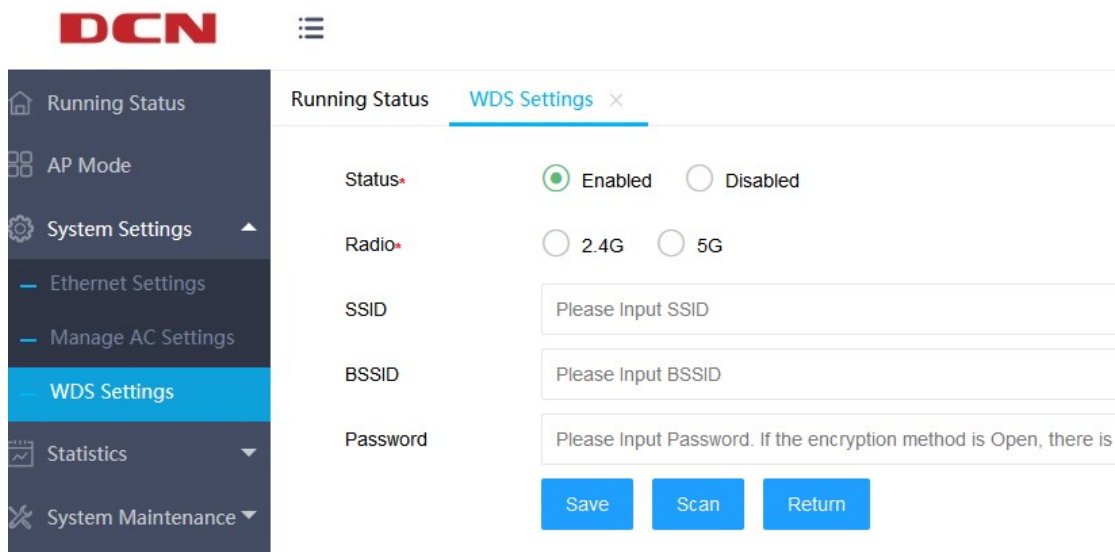 DCN
Running Status
AP Mode
System Settings
Ethernet Settings
Manage AC Settings
WDS Settings
Statistics
System Maintenance
Running Status WDS Settings ×
Status* Enabled Disabled
Radio* 2.4G 5G
SSID Please Input SSID
BSSID Please Input BSSID
Password Please Input Password. If the encryption method is Open, there is
Save Scan Return